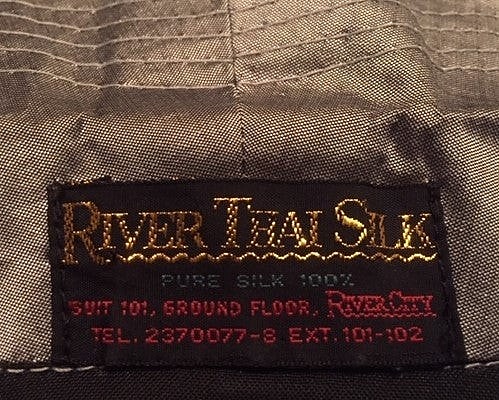 RIVER THAI SILK
PURE SILK 100%
SUIT 101, GROUND FLOOR, RIVER CITY
TEL. 2370077-8 EXT. 101-102